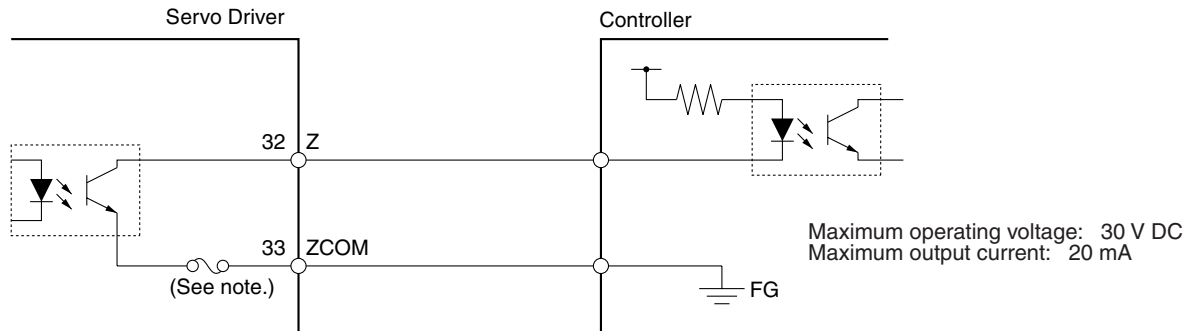 Servo Driver
Controller
32 Z
33 ZCOM
(See note.)
FG
Maximum operating voltage: 30 V DC
Maximum output current: 20 mA